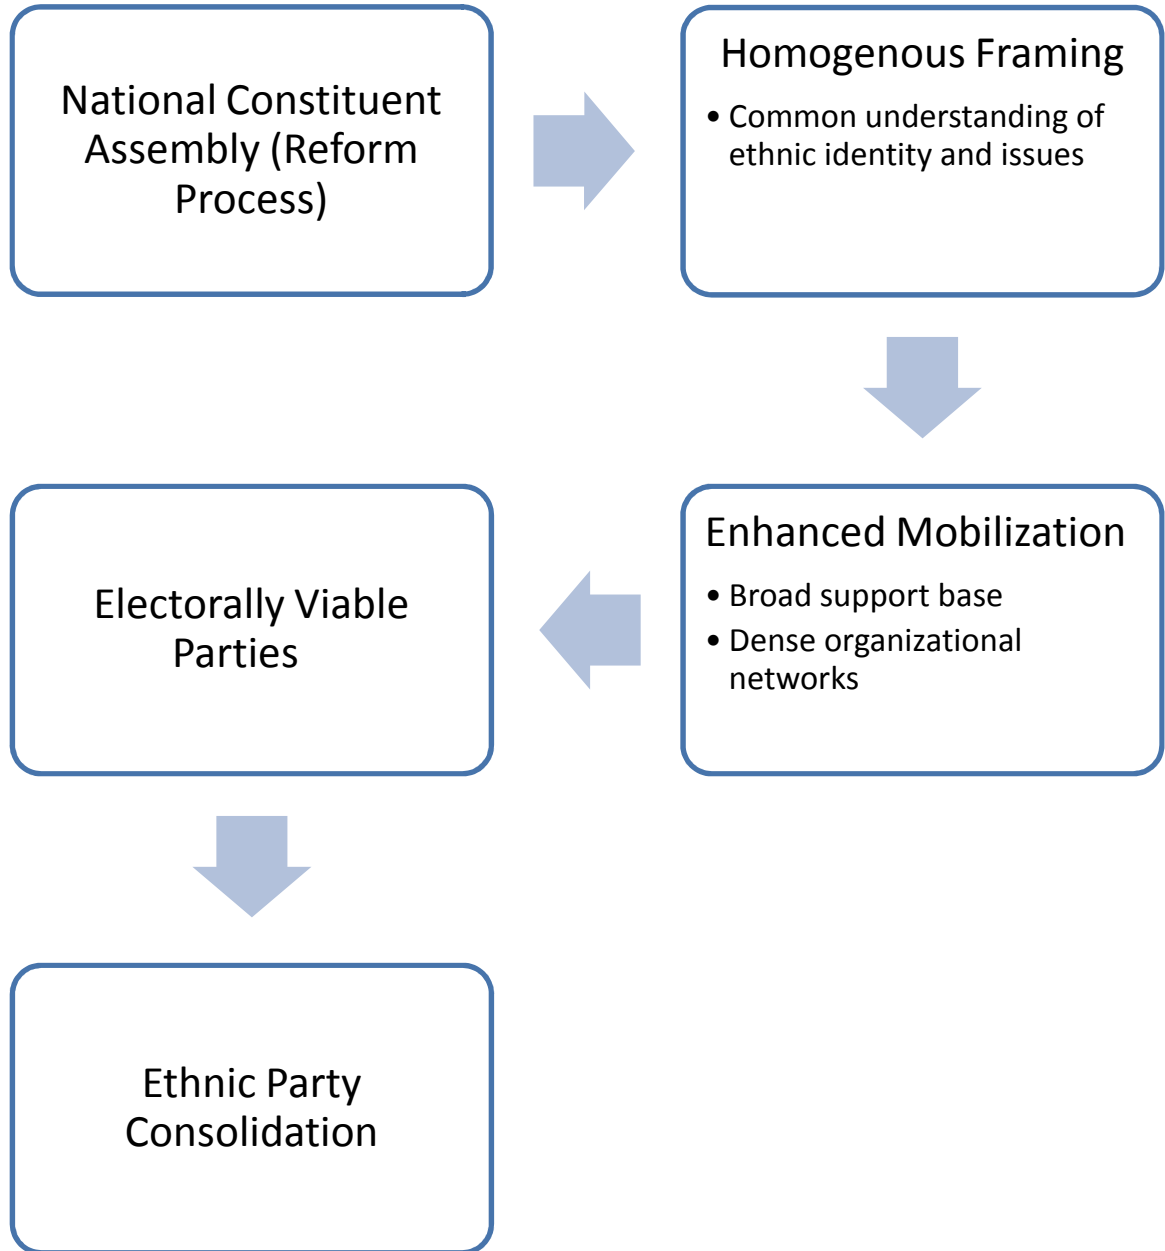 National Constituent
Assembly (Reform
Process)
Homogenous Framing
• Common understanding of
ethnic identity and issues
Enhanced Mobilization
• Broad support base
• Dense organizational
networks
Electorally Viable
Parties
Ethnic Party
Consolidation